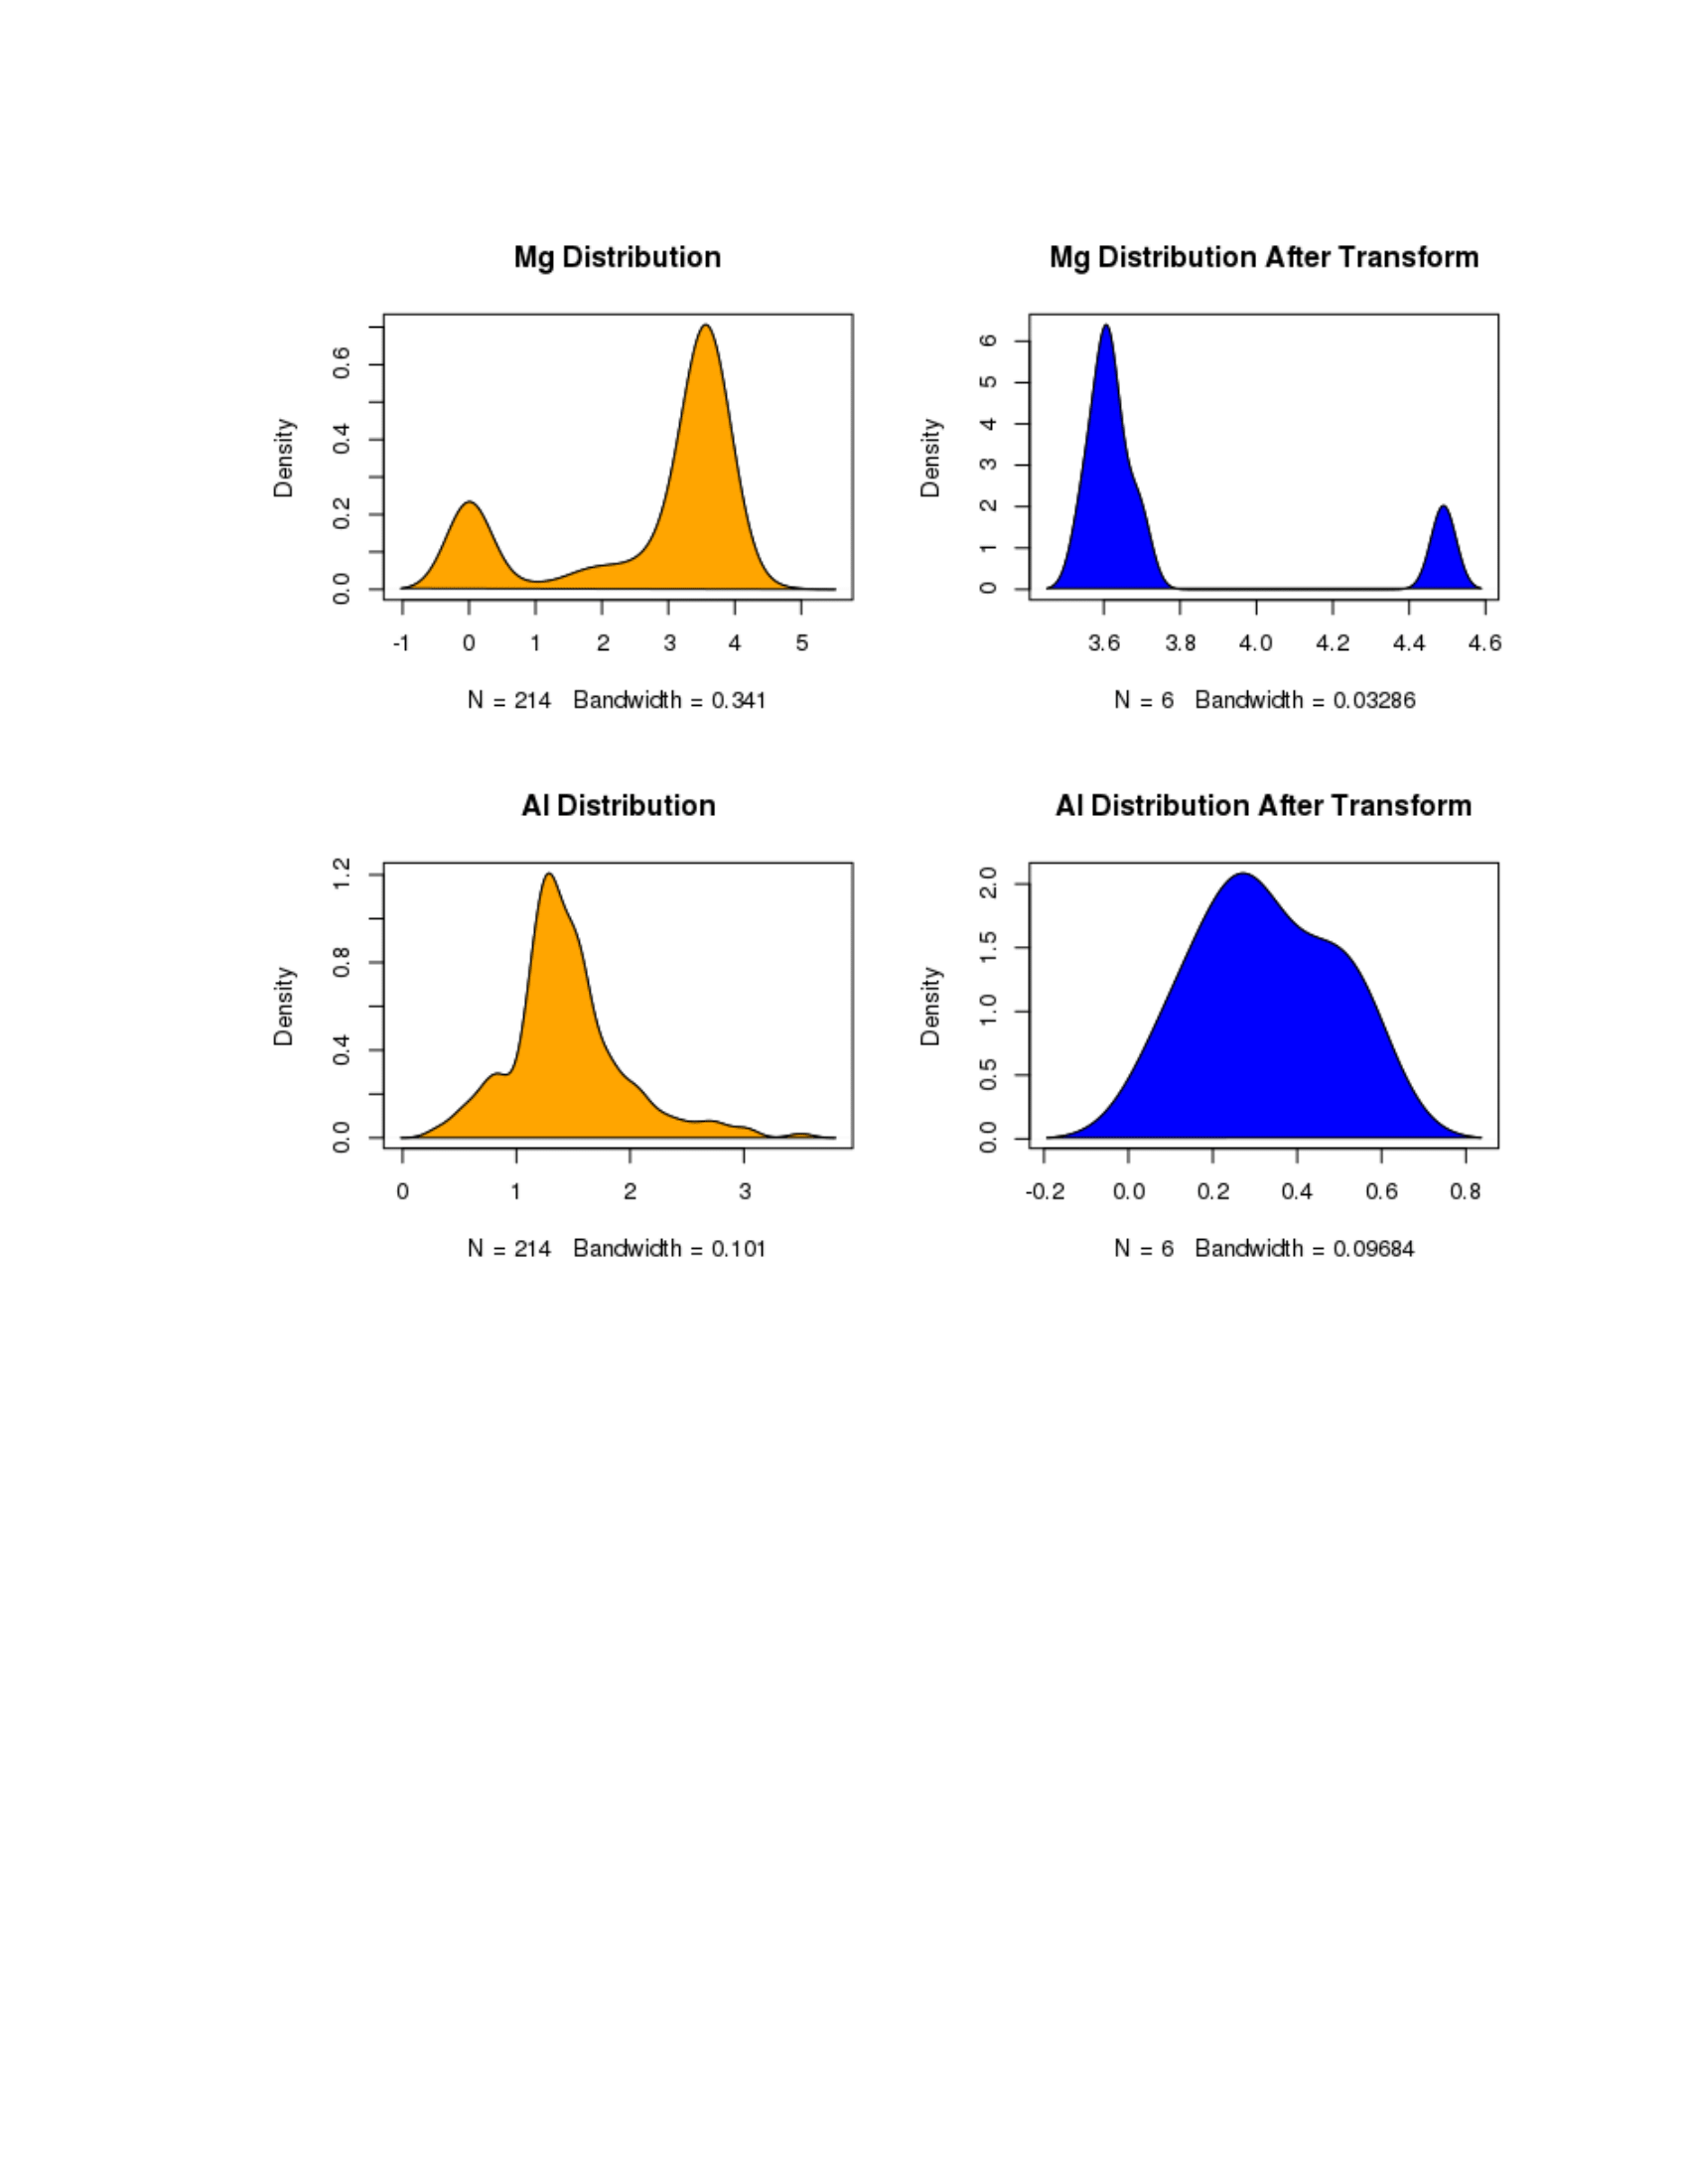 Mg Distribution
Density
0.0 0.2 0.4 0.6
-1 0 1 2 3 4 5
N = 214 Bandwidth = 0.341
Mg Distribution After Transform
Density
0 1 2 3 4 5 6
3.6 3.8 4.0 4.2 4.4 4.6
N = 6 Bandwidth = 0.03286
Al Distribution
Density
0.0 0.4 0.8 1.2
0 1 2 3
N = 214 Bandwidth = 0.101
Al Distribution After Transform
Density
0.0 0.5 1.0 1.5 2.0
-0.2 0.0 0.2 0.4 0.6 0.8
N = 6 Bandwidth = 0.09684